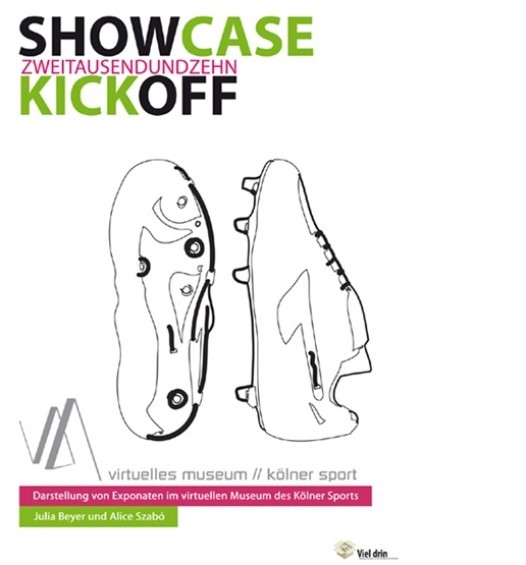 SHOWCASE
ZWEITAUSENDUNDZEHN
KICKOFF
virtuelles museum // kölner sport
Darstellung von Exponaten im virtuellen Museum des Kölner Sports
Julia Beyer und Alice Szabó
Viel drin